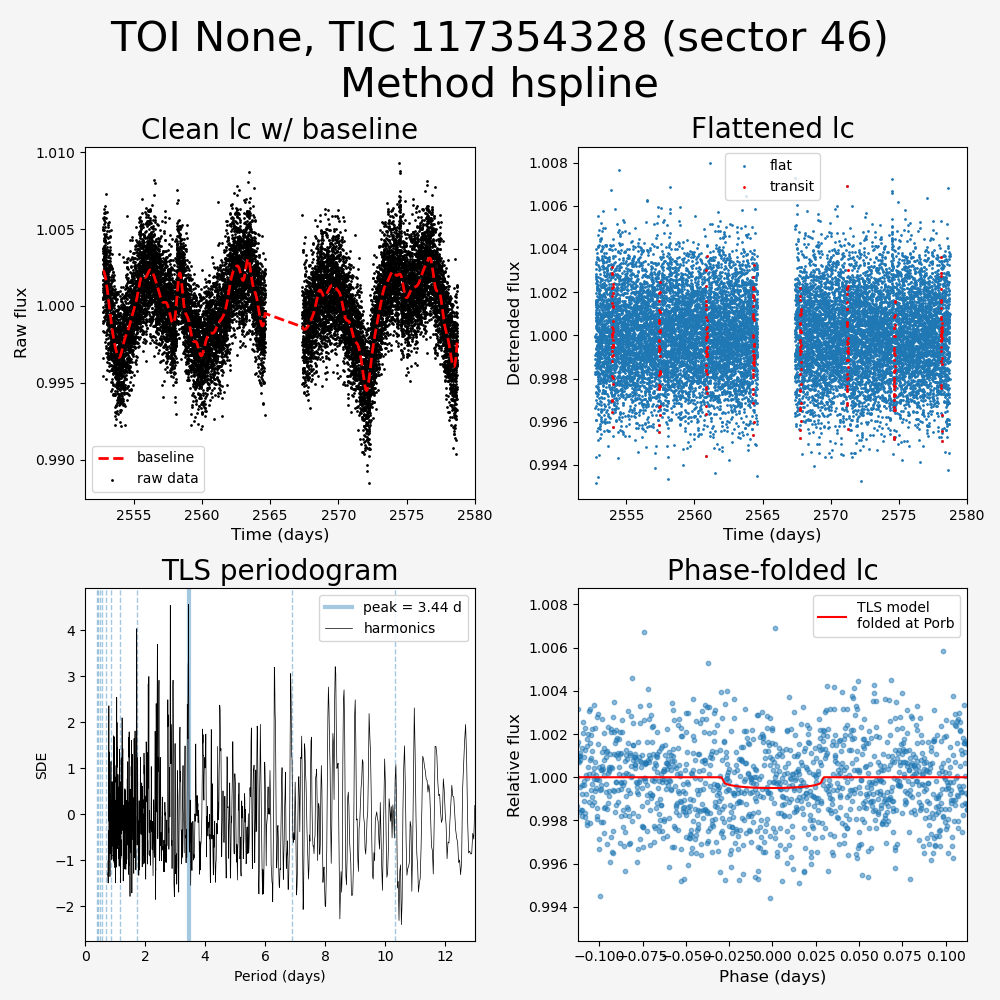 TOI None, TIC 117354328 (sector 46)
Method hspline
Clean lc w/ baseline
Raw flux
1.010
1.005
1.000
0.995
0.990
baseline
raw data
2555 2560 2565 2570 2575 2580
Time (days)
Flattened lc
Detrended flux
1.008
1.006
1.004
1.002
1.000
0.998
0.996
0.994
flat
transit
2555 2560 2565 2570 2575 2580
Time (days)
TLS periodogram
SDE
4
3
2
1
0
−1
−2
peak = 3.44 d
harmonics
0 2 4 6 8 10 12
Period (days)
Phase-folded lc
Relative flux
1.008
1.006
1.004
1.002
1.000
0.998
0.996
0.994
TLS model
folded at Porb
−0.100 −0.075 −0.050 −0.025 0.000 0.025 0.050 0.075 0.100
Phase (days)